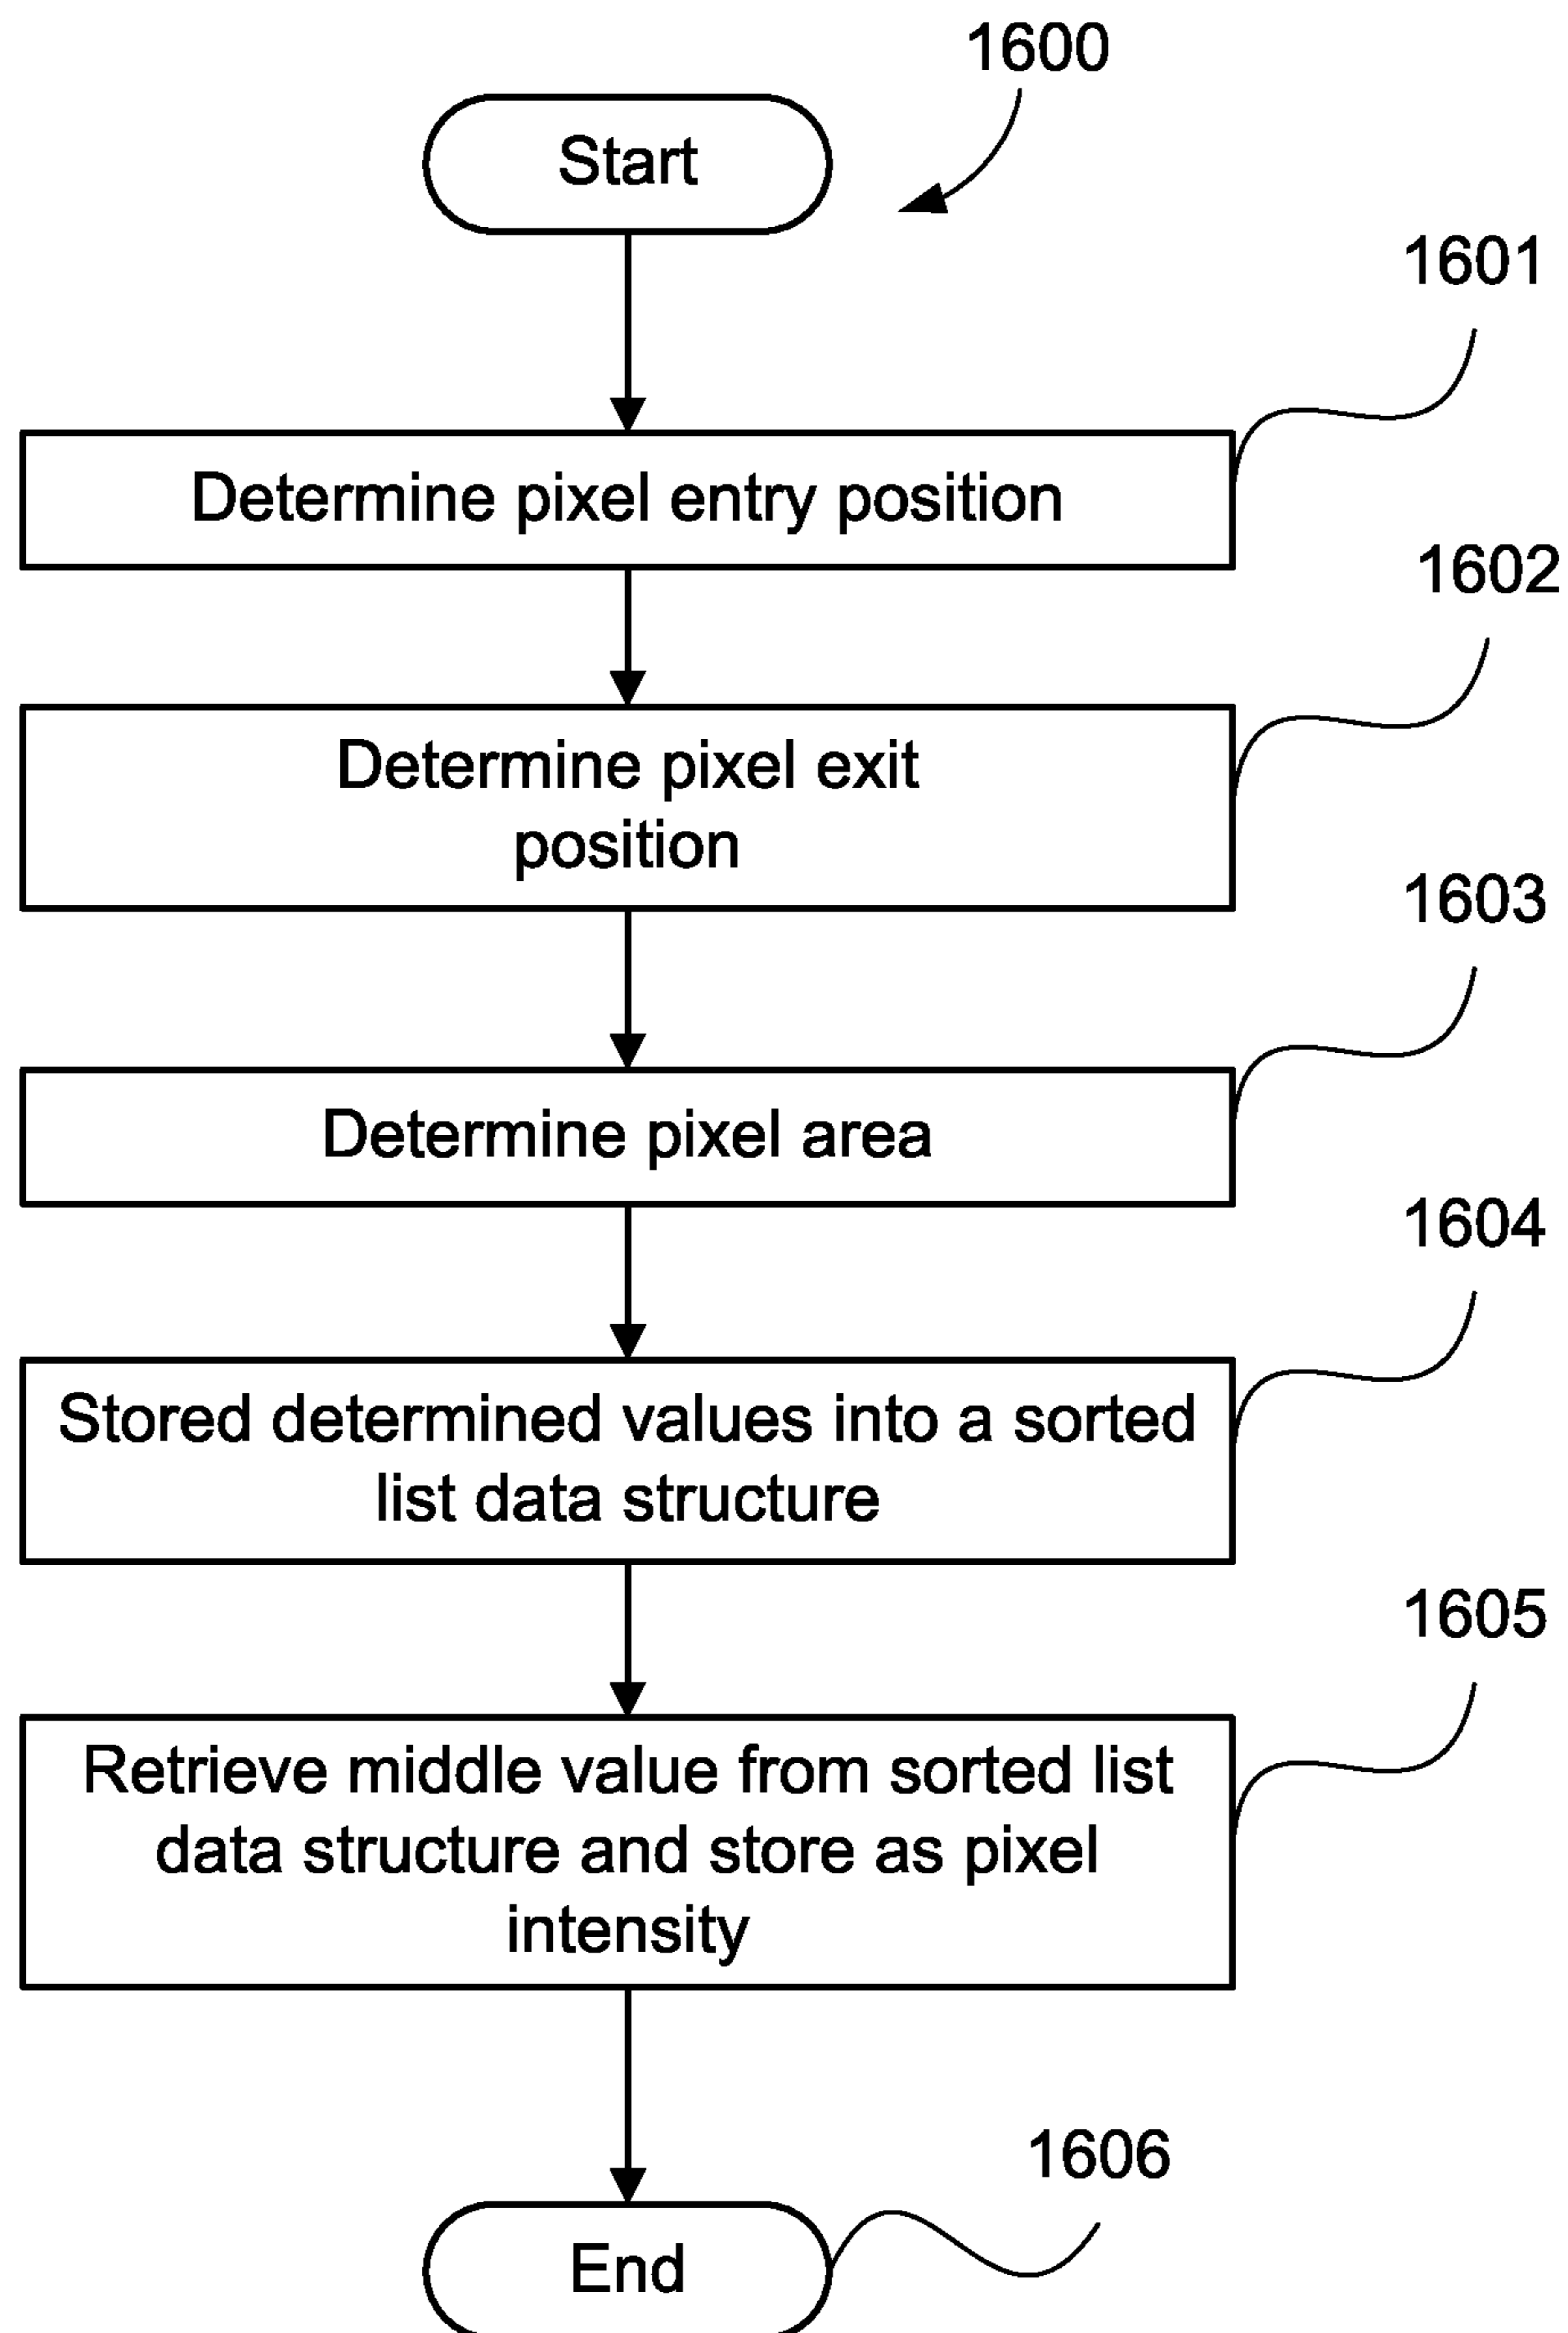 1600
Start
1601
Determine pixel entry position
1602
Determine pixel exit
position
1603
Determine pixel area
1604
Stored determined values into a sorted
list data structure
1605
Retrieve middle value from sorted list
data structure and store as pixel
intensity
1606
End